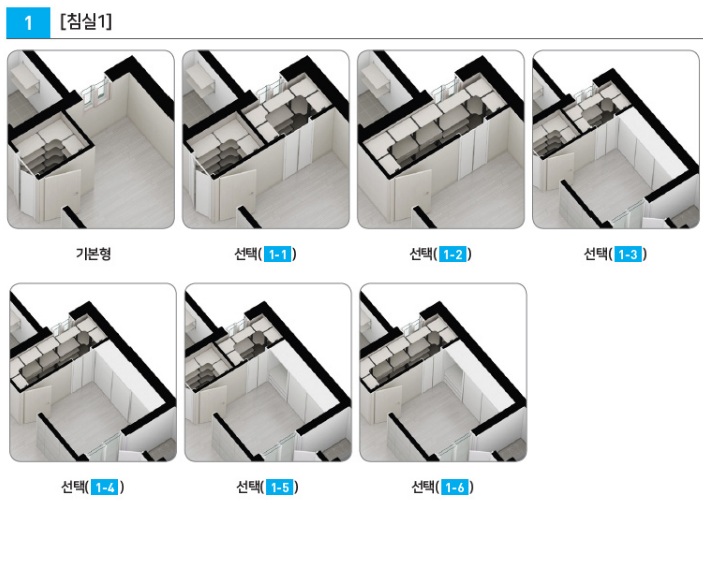 1 [침실1]
기본형 선택( 1-1 ) 선택( 1-2 ) 선택( 1-3 )
선택( 1-4 ) 선택( 1-5 ) 선택( 1-6 )